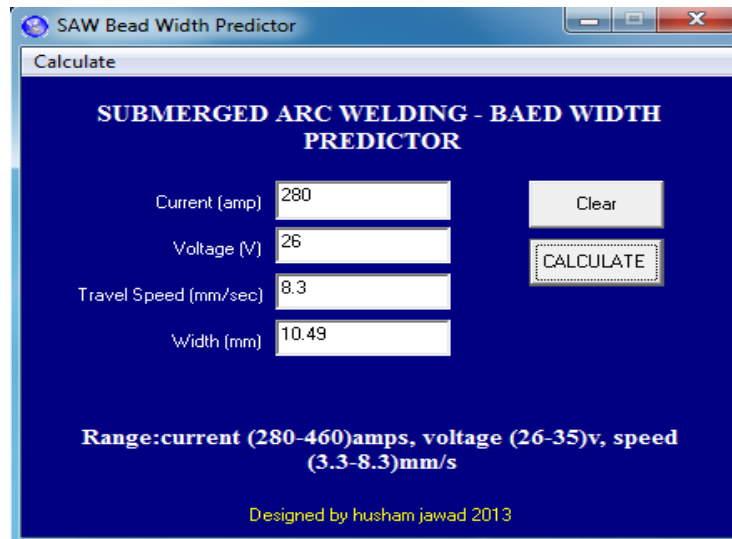 SAW Bead Width Predictor
Calculate
SUBMERGED ARC WELDING - BAED WIDTH
PREDICTOR
Current (amp) 280
Clear
Voltage (V) 26
CALCULATE
Travel Speed (mm/sec) 8.3
Width (mm) 10.49
Range:current (280-460)amps, voltage (26-35)v, speed
(3.3-8.3)mm/s
Designed by husham jawad 2013